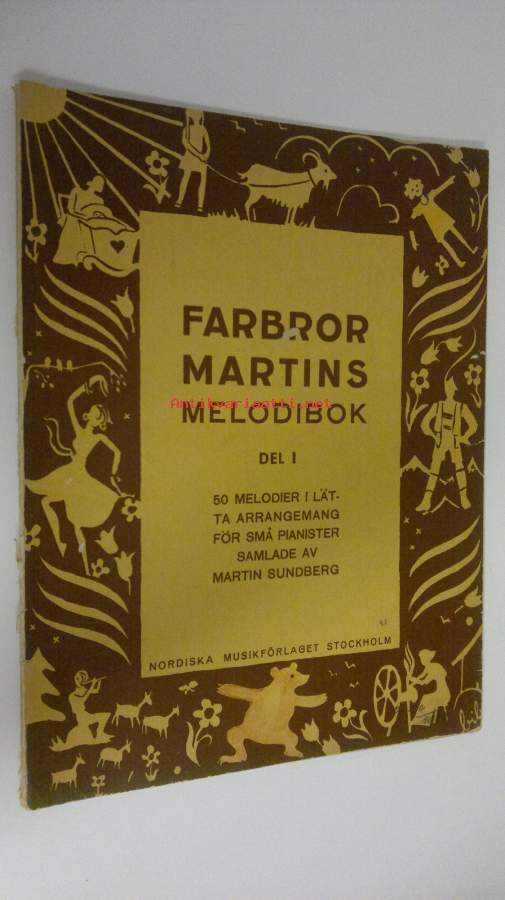 FARBROR
MARTINS
Antikvariaatti.net
MELODIBOK
DEL I
50 MELODIER I LÄT-
TA ARRANGEMANG
FÖR SMÅ PIANISTER
SAMLADE AV
MARTIN SUNDBERG
NORDISKA MUSIKFÖRLAGET STOCKHOLM